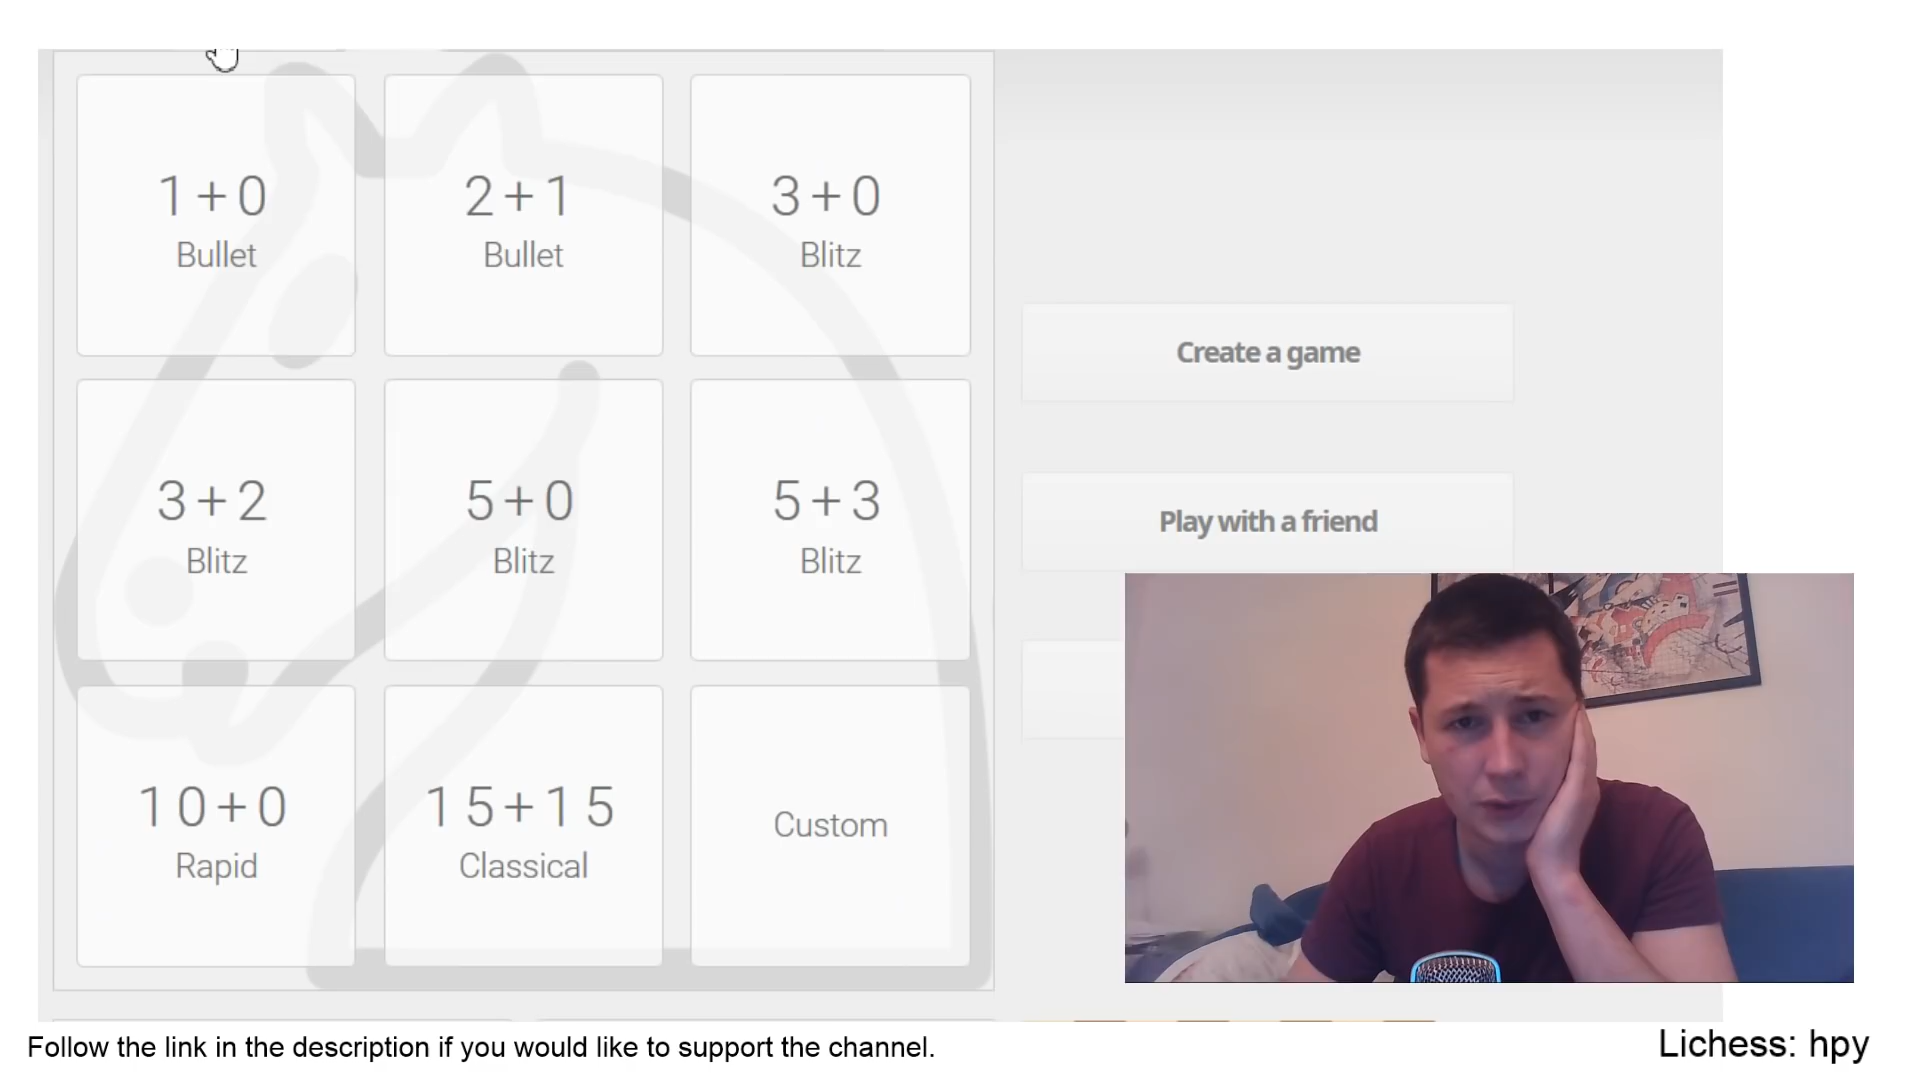 1+0
Bullet
2+1
Bullet
3+0
Blitz
3+2
Blitz
5+0
Blitz
5+3
Blitz
10+0
Rapid
15+15
Classical
Custom
Create a game
Play with a friend
Follow the link in the description if you would like to support the channel.
Lichess: hpy